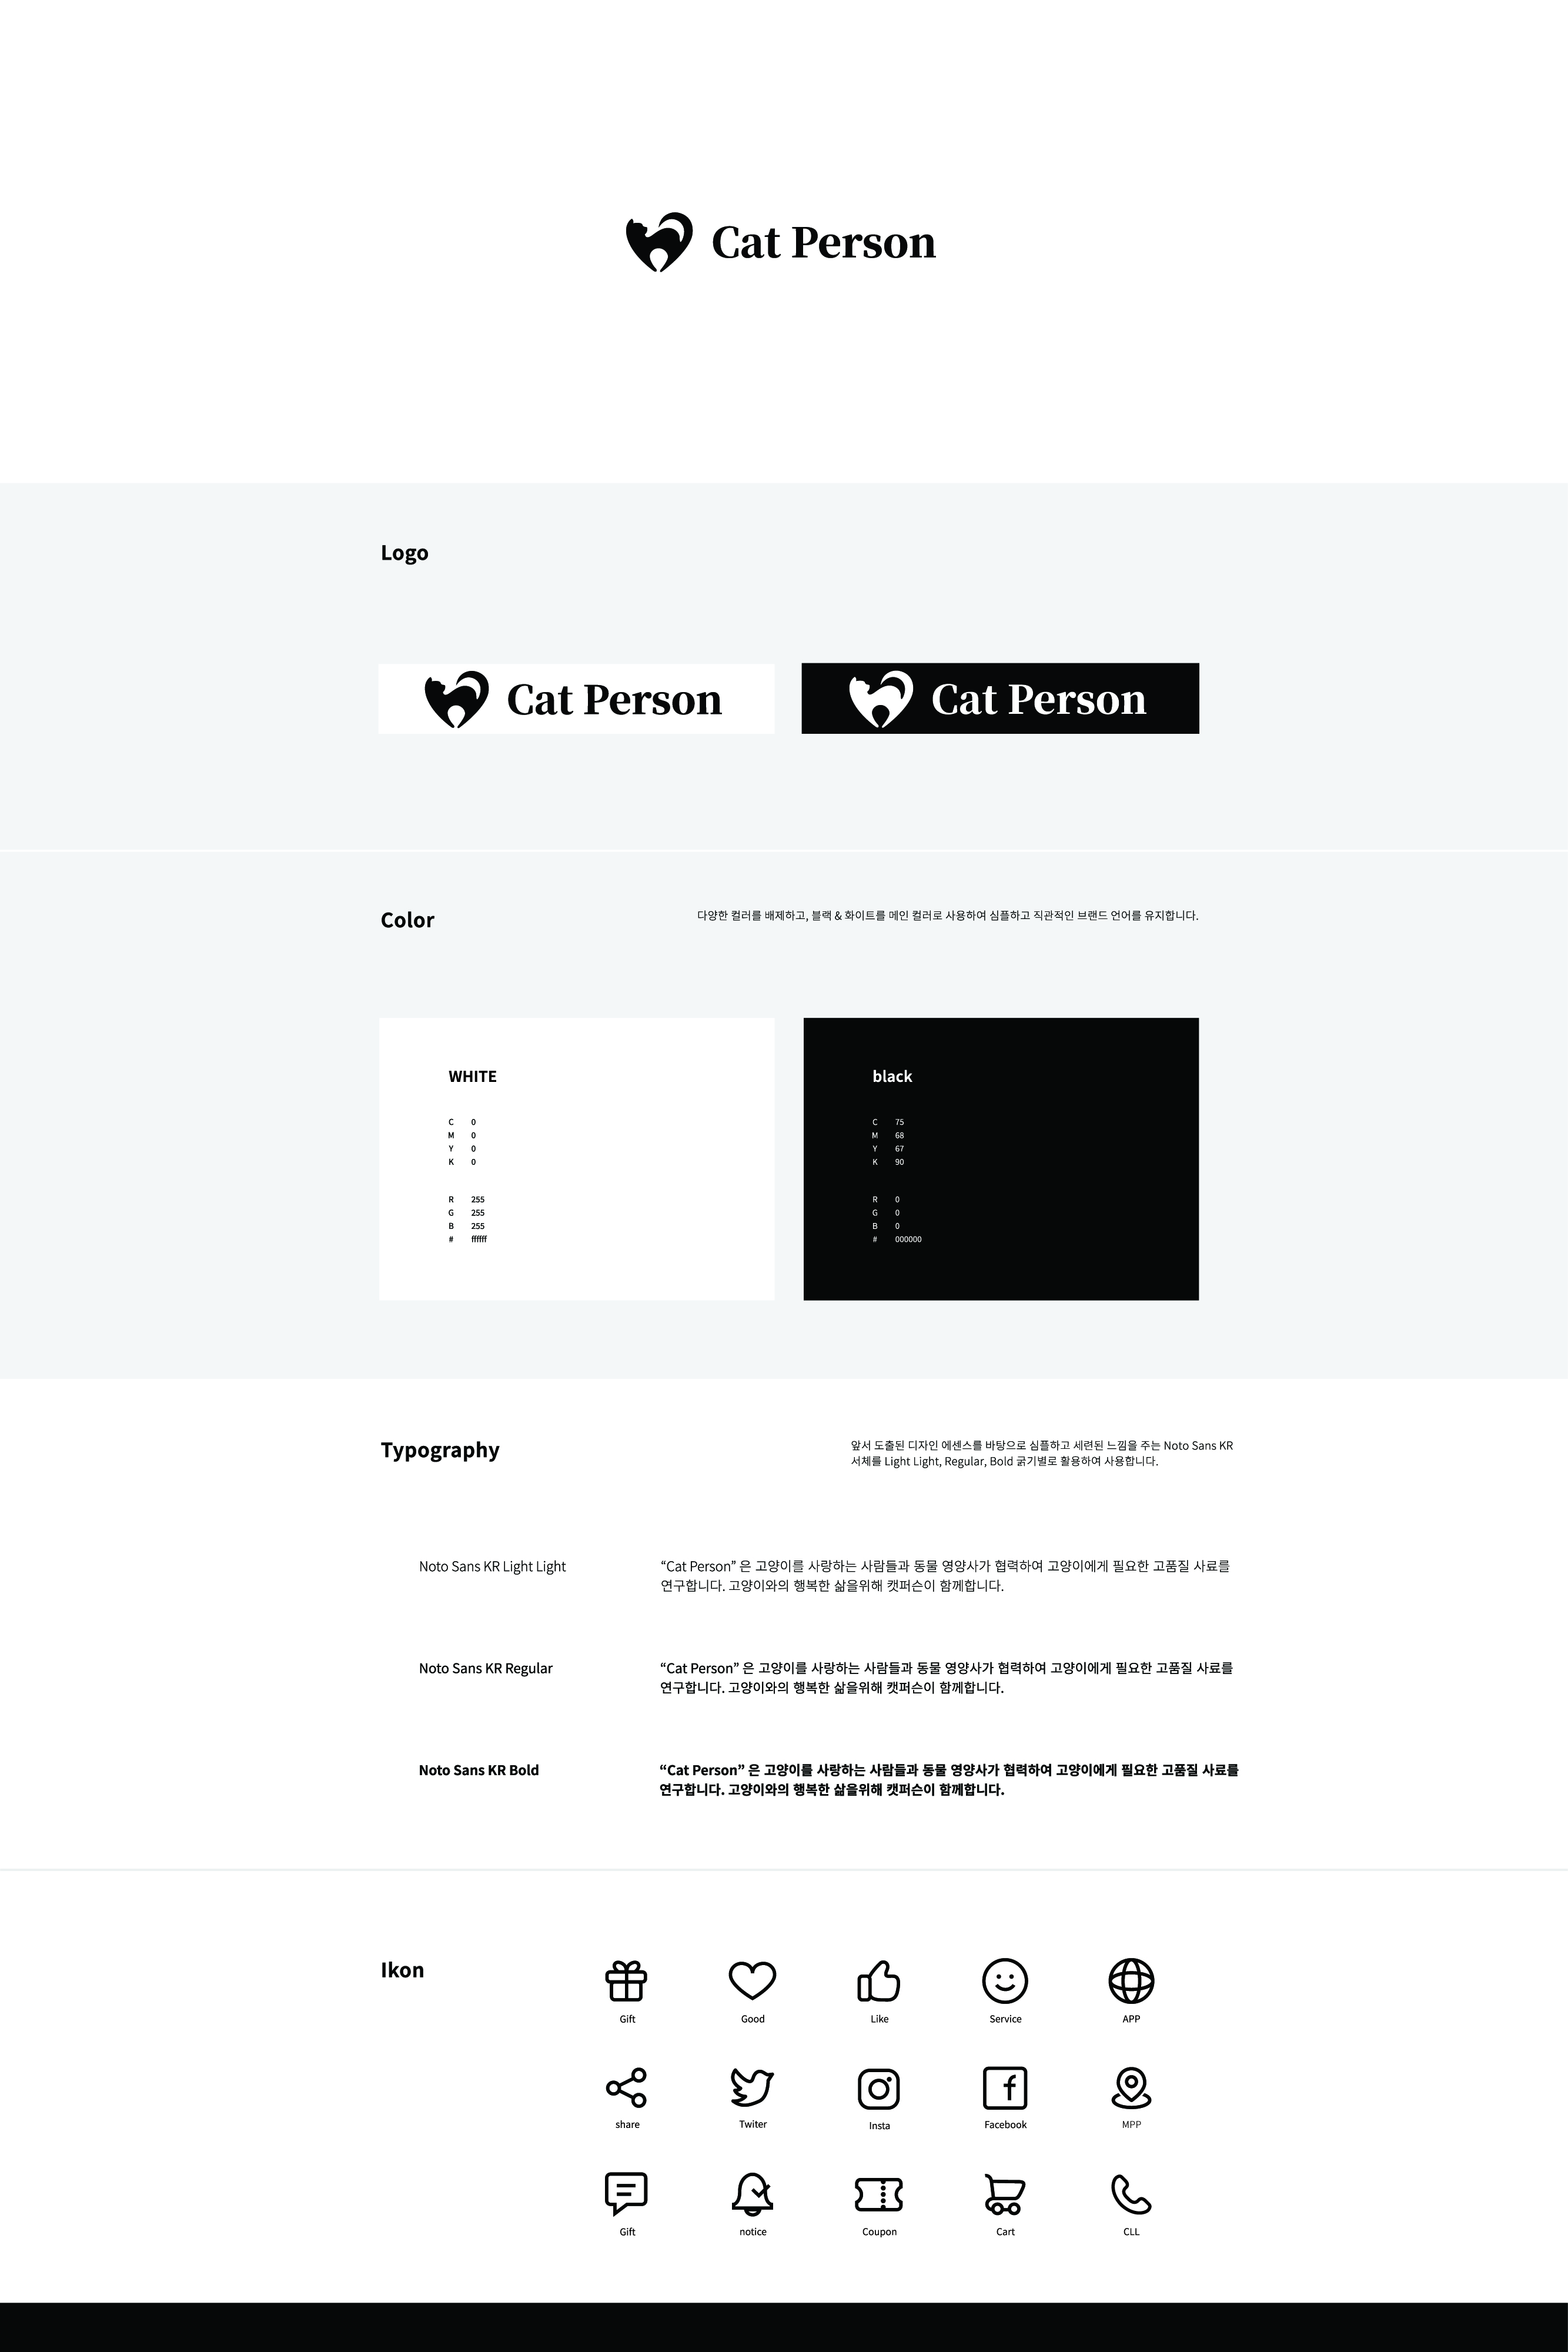 Cat Person
Logo
Cat Person
Cat Person
Color
다양한 컬러를 배제하고, 블랙 & 화이트를 메인 컬러로 사용하여 심플하고 직관적인 브랜드 언어를 유지합니다.
WHITE
C 0
M 0
Y 0
K 0
R 255
G 255
B 255
# ffffff
black
C 75
M 68
Y 67
K 90
R 0
G 0
B 0
# 000000
Typography
앞서 도출된 디자인 에센스를 바탕으로 심플하고 세련된 느낌을 주는 Noto Sans KR
서체를 Light Light, Regular, Bold 굵기별로 활용하여 사용합니다.
Noto Sans KR Light Light
“Cat Person” 은 고양이를 사랑하는 사람들과 동물 영양사가 협력하여 고양이에게 필요한 고품질 사료를
연구합니다. 고양이와의 행복한 삶을위해 캣퍼슨이 함께합니다.
Noto Sans KR Regular
“Cat Person” 은 고양이를 사랑하는 사람들과 동물 영양사가 협력하여 고양이에게 필요한 고품질 사료를
연구합니다. 고양이와의 행복한 삶을위해 캣퍼슨이 함께합니다.
Noto Sans KR Bold
“Cat Person” 은 고양이를 사랑하는 사람들과 동물 영양사가 협력하여 고양이에게 필요한 고품질 사료를
연구합니다. 고양이와의 행복한 삶을위해 캣퍼슨이 함께합니다.
Ikon
Gift Good Like Service APP
share Twiter Insta Facebook MPP
Gift notice Coupon Cart CLL